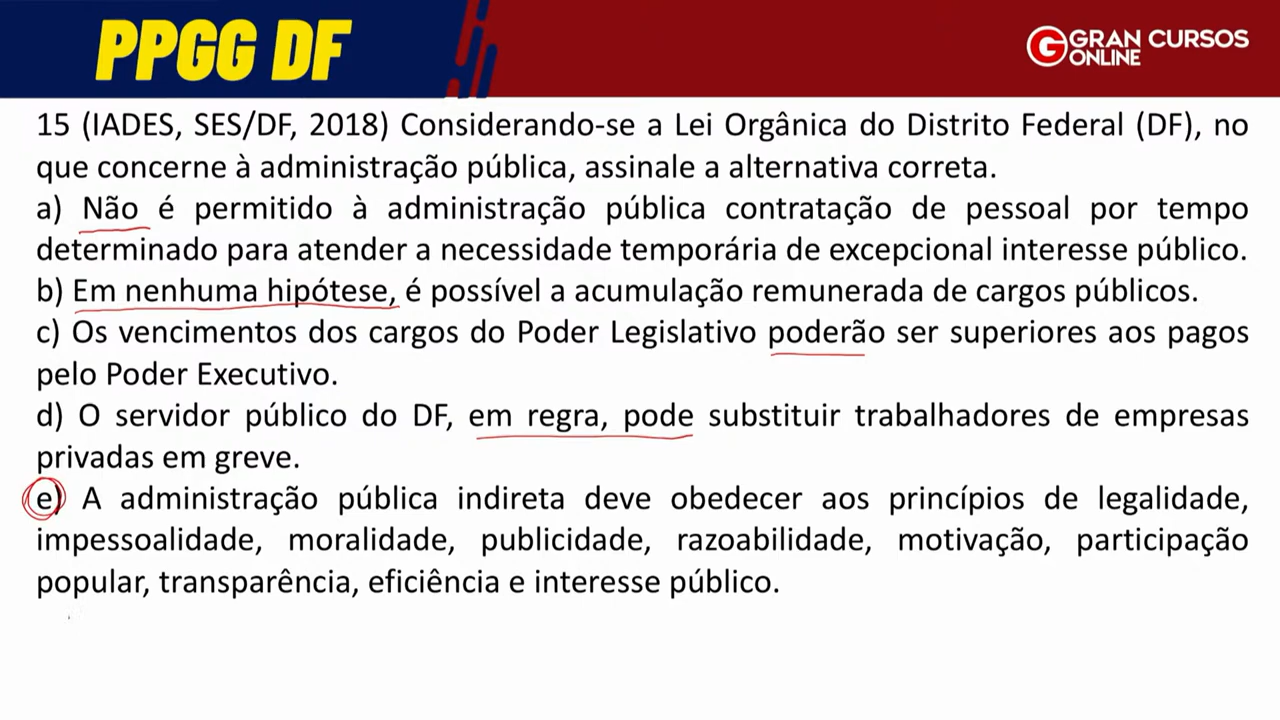 PPGG DF
GRAN CURSOS
ONLINE
15 (IADES, SES/DF, 2018) Considerando-se a Lei Orgânica do Distrito Federal (DF), no
que concerne à administração pública, assinale a alternativa correta.
a) Não é permitido à administração pública contratação de pessoal por tempo
determinado para atender a necessidade temporária de excepcional interesse público.
b) Em nenhuma hipótese, é possível a acumulação remunerada de cargos públicos.
c) Os vencimentos dos cargos do Poder Legislativo poderão ser superiores aos pagos
pelo Poder Executivo.
d) O servidor público do DF, em regra, pode substituir trabalhadores de empresas
privadas em greve.
e) A administração pública indireta deve obedecer aos princípios de legalidade,
impessoalidade, moralidade, publicidade, razoabilidade, motivação, participação
popular, transparência, eficiência e interesse público.